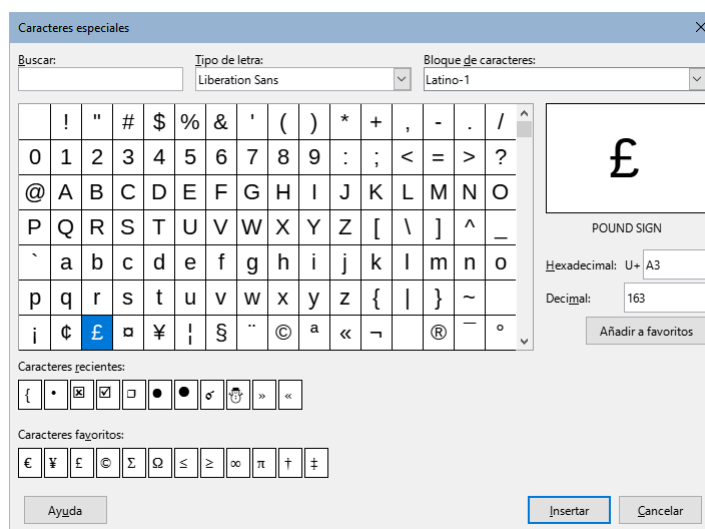 Caracteres especiales
Buscar: Tipo de letra: Bloque de caracteres:
Liberation Sans Latino-1
! " # $ % & ' ( ) * + , - . /
0 1 2 3 4 5 6 7 8 9 : ; < = > ?
@ A B C D E F G H I J K L M N O
P Q R S T U V W X Y Z [ \ ] ^ _
` a b c d e f g h i j k l m n o
p q r s t u v w x y z { | } ~
¡ ¢ £ ¤ ¥ ¦ § ¨ © ª « ¬ ® ¯ °
£
POUND SIGN
Hexadecimal: U+ A3
Decimal: 163
Añadir a favoritos
Caracteres recientes:
{ • ☒ ☑ ❒ ● ⚫ ☃ » «
Caracteres favoritos:
€ ¥ £ © Σ Ω ≤ ≥ ∞ π † ‡
Ayuda Insertar Cancelar